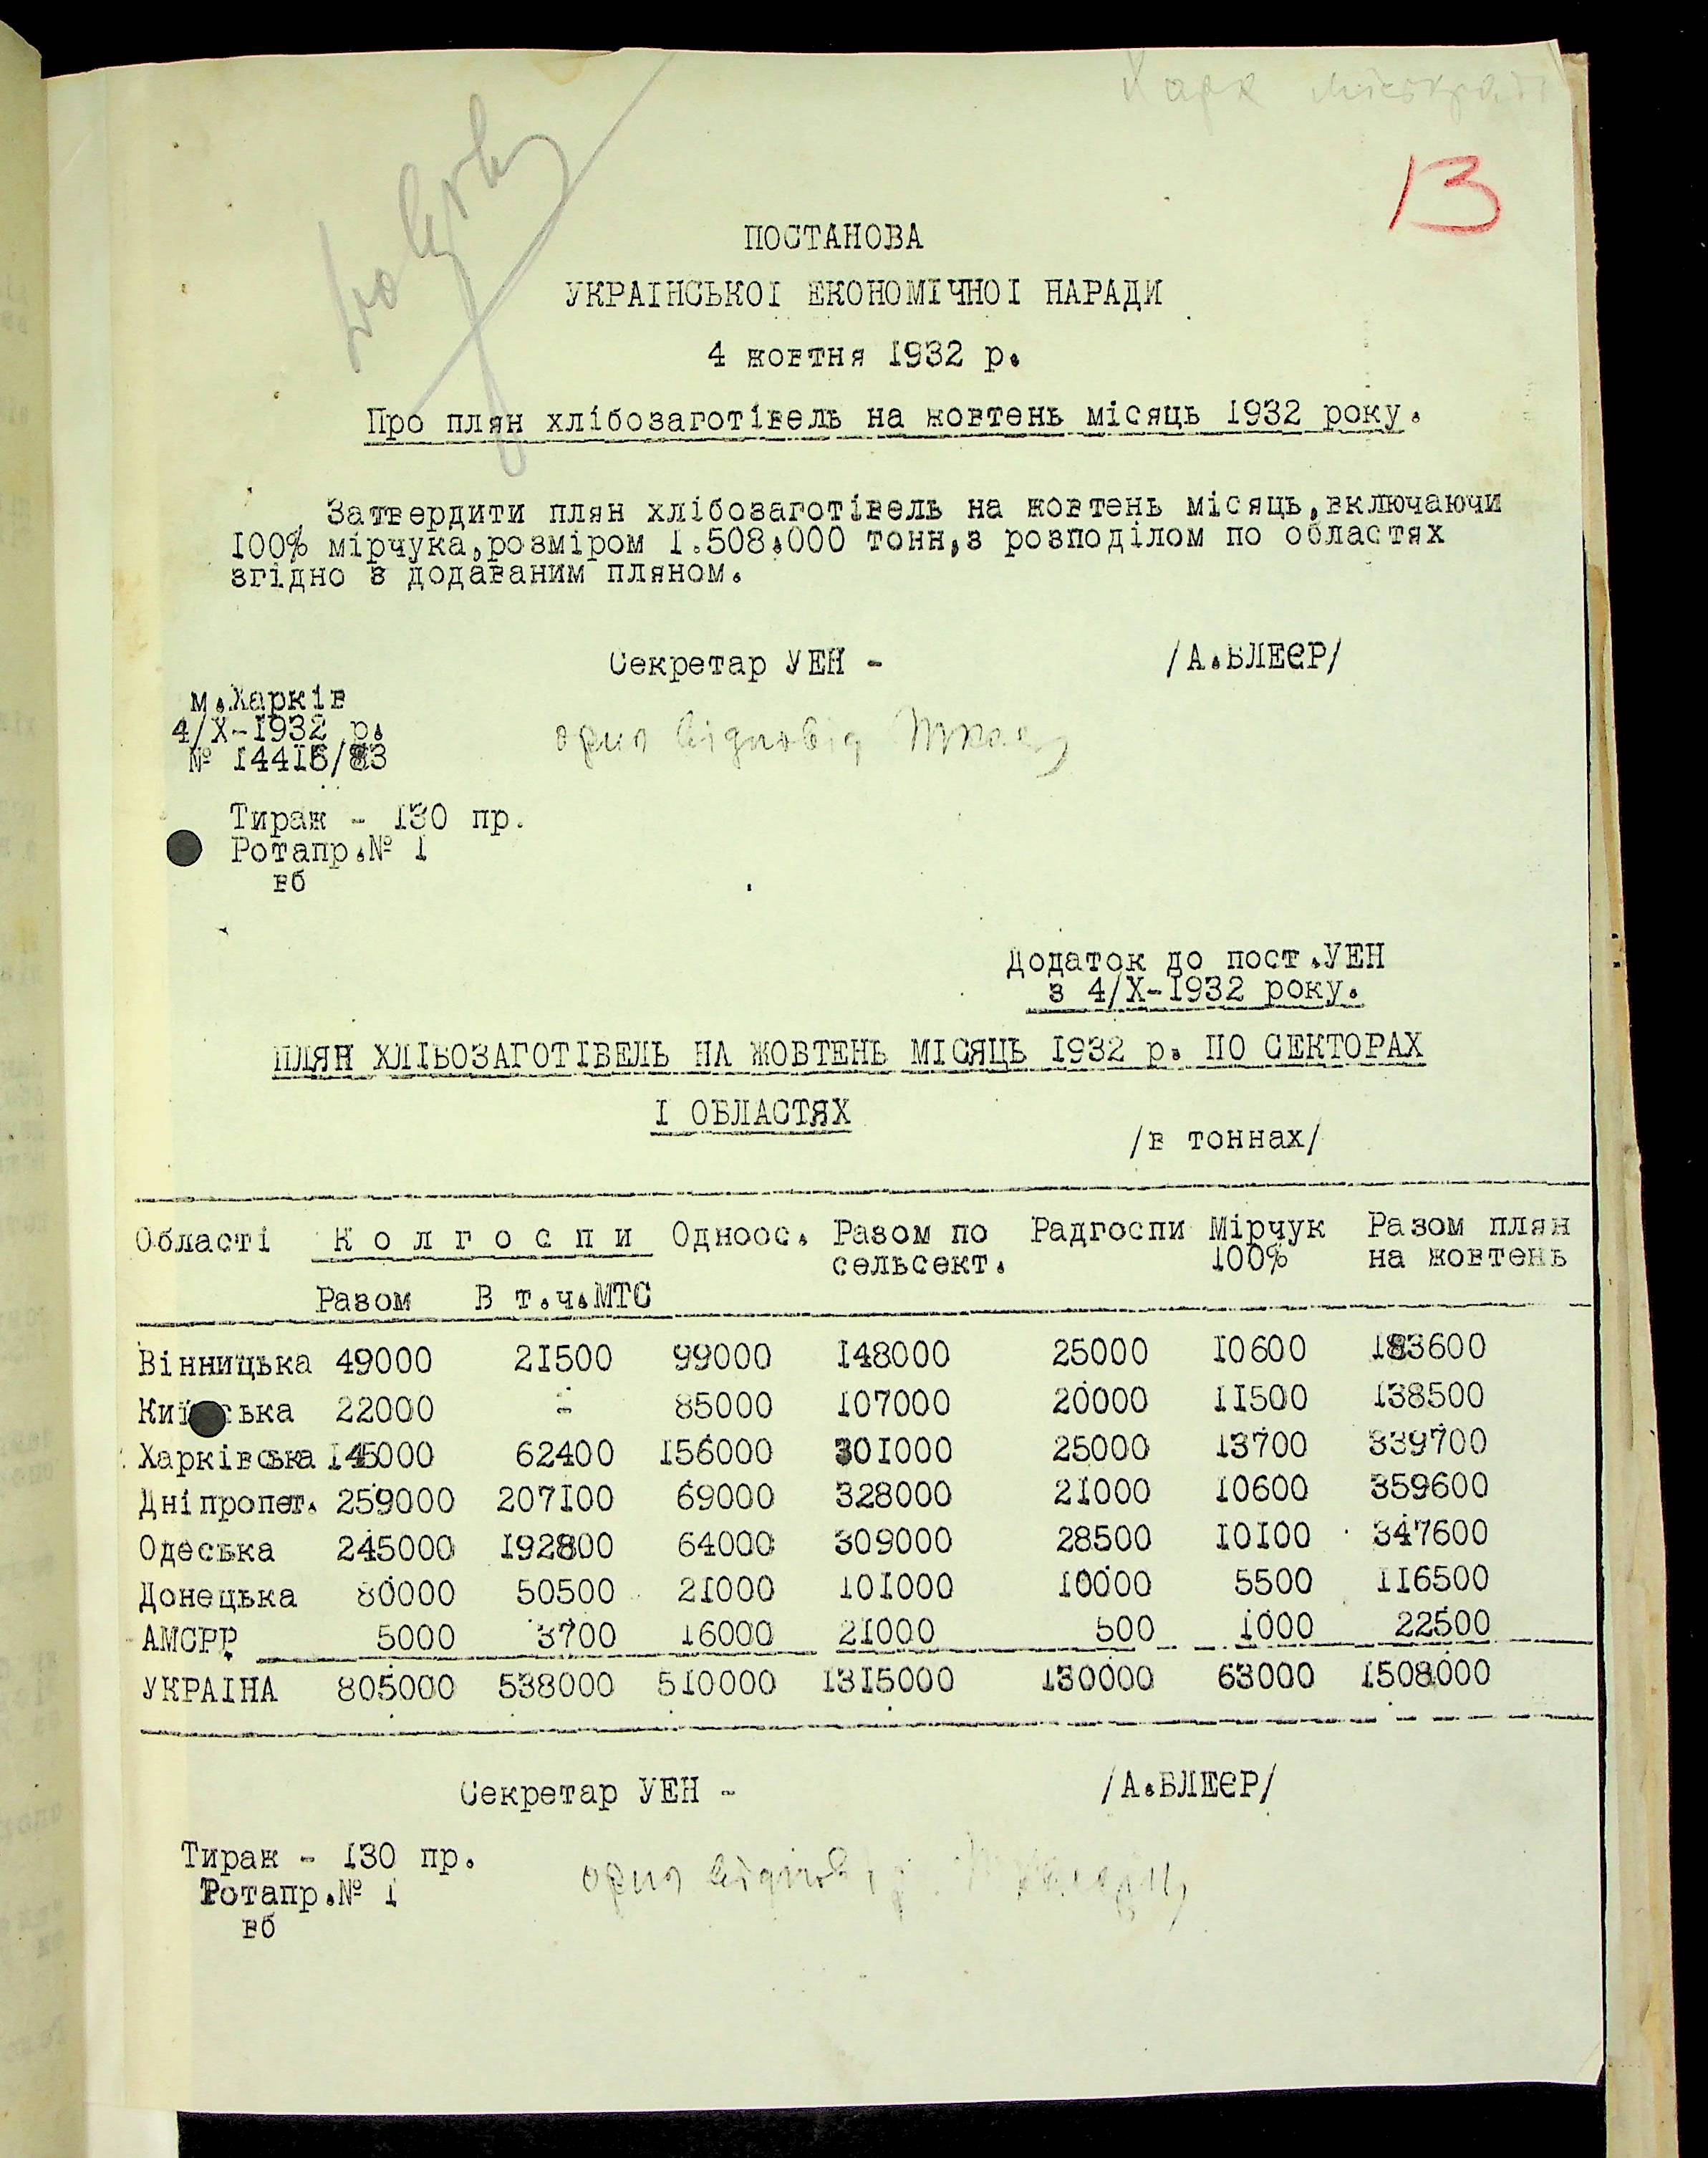 13
ПОСТАНОВА
УКРАІНСЬКОІ ЕКОНОМІЧНОІ НАРАДИ
4 жовтня 1932 р.
Про плян хлібозаготівель на жовтень місяць 1932 року.
Затвердити плян хлібозаготівель на жовтень місяць,включаючи
100% мірчука,розміром 1.508.000 тонн,з розподілом по областях
згідно з додаваним пляном.
Секретар УЕН - /А.БЛЕЄР/
м.Харків
4/X-1932 р.
№
Тираж - 130 пр.
Ротапр.№ 1
вб
Додаток до пост.УЕН
з 4/X-1932 року.
ПЛЯН ХЛІБОЗАГОТІВЕЛЬ НА ЖОВТЕНЬ МІСЯЦЬ 1932 р. ПО СЕКТОРАХ
І ОБЛАСТЯХ
/в тоннах/
Області Колгоспи Одноос. Разом по Радгоспи Мірчук Разом плян
сельсект. 100% на жовтень
Разом В т.ч.МТС
Вінницька 49000 21500 99000 148000 25000 10600 183600
Київська 22000 - 85000 107000 20000 11500 138500
Харківська 145000 62400 156000 301000 25000 13700 339700
Дніпропет. 259000 207100 69000 328000 21000 10600 359600
Одеська 245000 192800 64000 309000 28500 10100 347600
Донецька 80000 50500 21000 101000 10000 5500 116500
АМСРР 5000 3700 16000 21000 500 1000 22500
УКРАІНА 805000 538000 510000 1315000 130000 63000 1508000
Секретар УЕН - /А.БЛЕЄР/
Тираж - 130 пр.
Ротапр.№ 1
вб